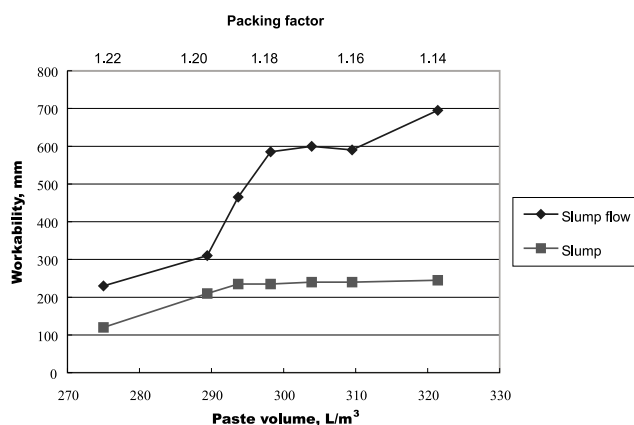 Packing factor
1.22 1.20 1.18 1.16 1.14
800
700
600
500
400
300
200
100
0
Workability, mm
270 280 290 300 310 320 330
Paste volume, L/m³
Slump flow
Slump